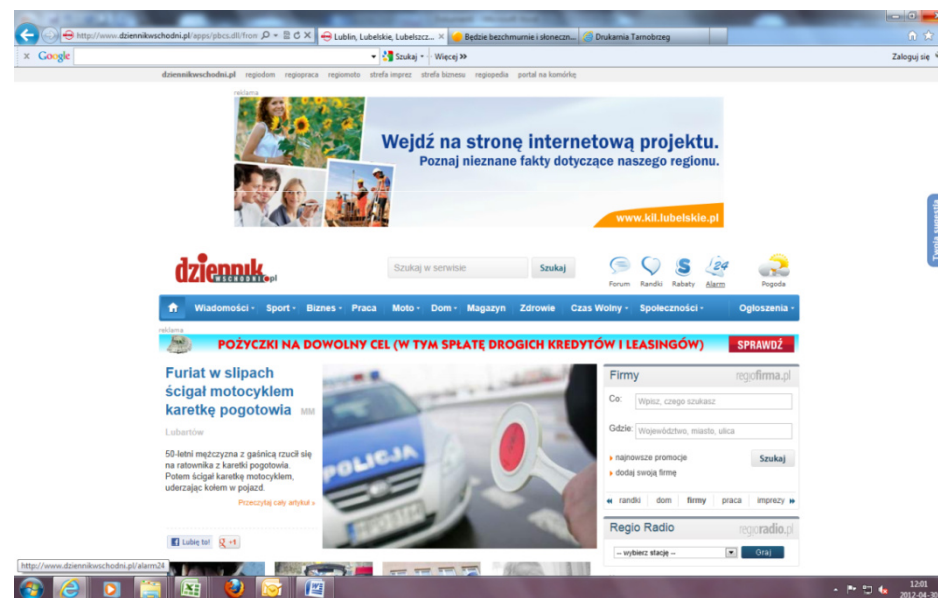 http://www.dziennikwschodni.pl/apps/pbcs.dll/fron
Lublin, Lubelskie, Lubelszcz...
Będzie bezchmurnie i słoneczn...
Drukarnia Tarnobrzeg
Google
Szukaj
Więcej >>
Zaloguj się
dziennikwschodni.pl regiodom regiopraca regiomoto strefa imprez strefa biznesu regiopedia portal na komórkę
reklama
Wejdź na stronę internetową projektu.
Poznaj nieznane fakty dotyczące naszego regionu.
www.kil.lubelskie.pl
Twoja sugestia
dziennik
WSCHODNI.pl
Szukaj w serwisie
Szukaj
24
Forum Randki Rabaty Alarm Pogoda
Wiadomości Sport Biznes Praca Moto Dom Magazyn Zdrowie Czas Wolny Społeczności Ogłoszenia
reklama
POŻYCZKI NA DOWOLNY CEL (W TYM SPŁATĘ DROGICH KREDYTÓW I LEASINGÓW) SPRAWDŹ
Furiat w slipach
ścigał motocyklem
karetkę pogotowia MM
Lubartów
50-letni mężczyzna z gaśnicą rzucił się
na ratownika z karetki pogotowia.
Potem ścigał karetkę motocyklem,
uderzając kołem w pojazd.
Przeczytaj cały artykuł »
Lubię to!
+1
POLICJA
Firmy
regiofirma.pl
Co: Wpisz, czego szukasz
Gdzie: Województwo, miasto, ulica
najnowsze promocje
dodaj swoją firmę
Szukaj
randki dom firmy praca imprezy
Regio Radio
regioradio.pl
-- wybierz stację --
Graj
http://www.dziennikwschodni.pl/alarm24
12:01
2012-04-30